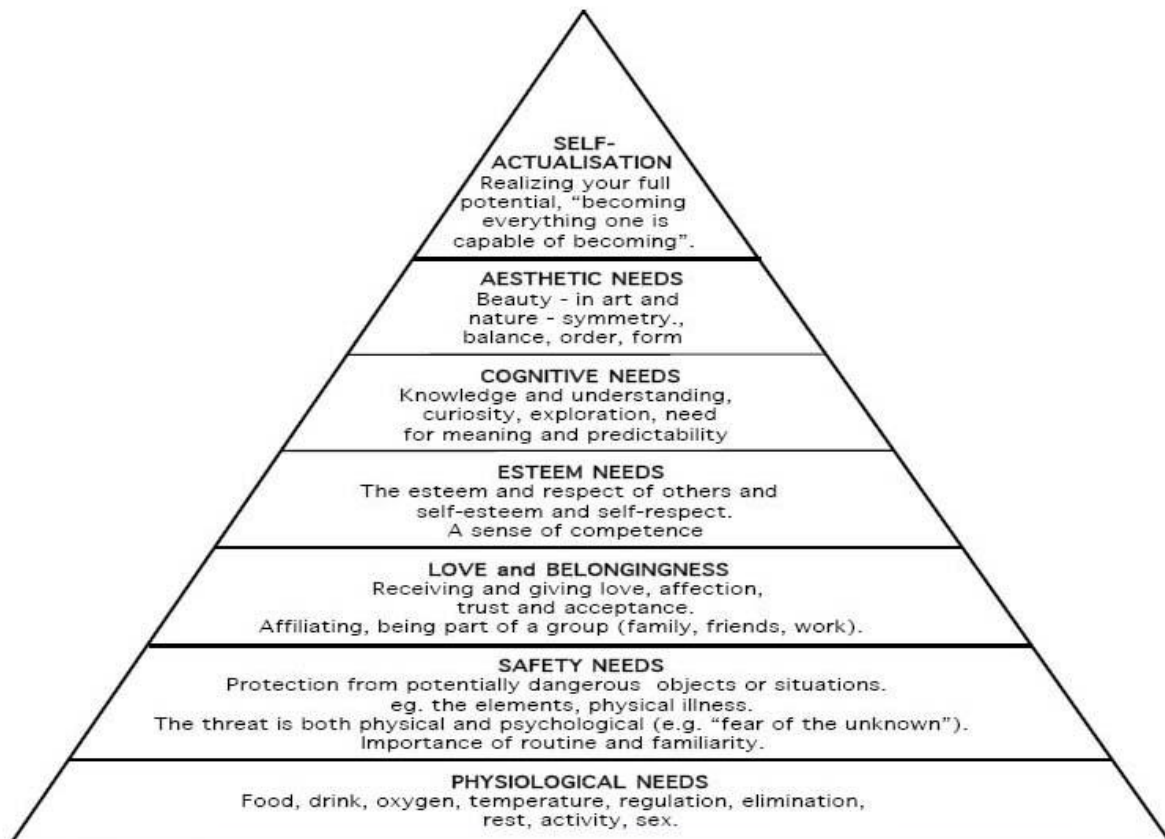 SELF-
ACTUALISATION
Realizing your full
potential, “becoming
everything one is
capable of becoming”.
AESTHETIC NEEDS
Beauty - in art and
nature - symmetry.,
balance, order, form
COGNITIVE NEEDS
Knowledge and understanding,
curiosity, exploration, need
for meaning and predictability
ESTEEM NEEDS
The esteem and respect of others and
self-esteem and self-respect.
A sense of competence
LOVE and BELONGINGNESS
Receiving and giving love, affection,
trust and acceptance.
Affiliating, being part of a group (family, friends, work).
SAFETY NEEDS
Protection from potentially dangerous objects or situations.
eg. the elements, physical illness.
The threat is both physical and psychological (e.g. “fear of the unknown”).
Importance of routine and familiarity.
PHYSIOLOGICAL NEEDS
Food, drink, oxygen, temperature, regulation, elimination,
rest, activity, sex.